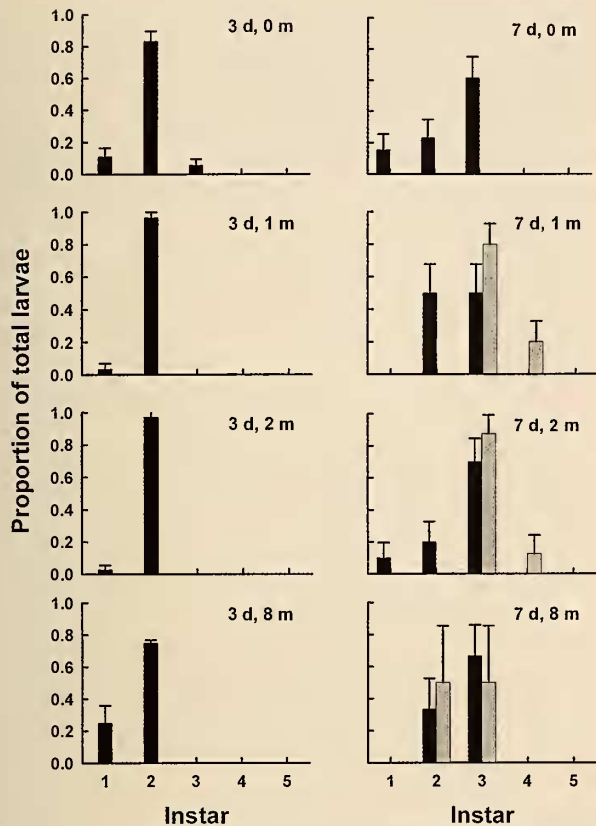 Proportion of total larvae
3 d, 0 m
1.0
0.8
0.6
0.4
0.2
0.0
7 d, 0 m
3 d, 1 m
1.0
0.8
0.6
0.4
0.2
0.0
7 d, 1 m
3 d, 2 m
1.0
0.8
0.6
0.4
0.2
0.0
7 d, 2 m
3 d, 8 m
1.0
0.8
0.6
0.4
0.2
0.0
1 2 3 4 5
Instar
7 d, 8 m
1 2 3 4 5
Instar